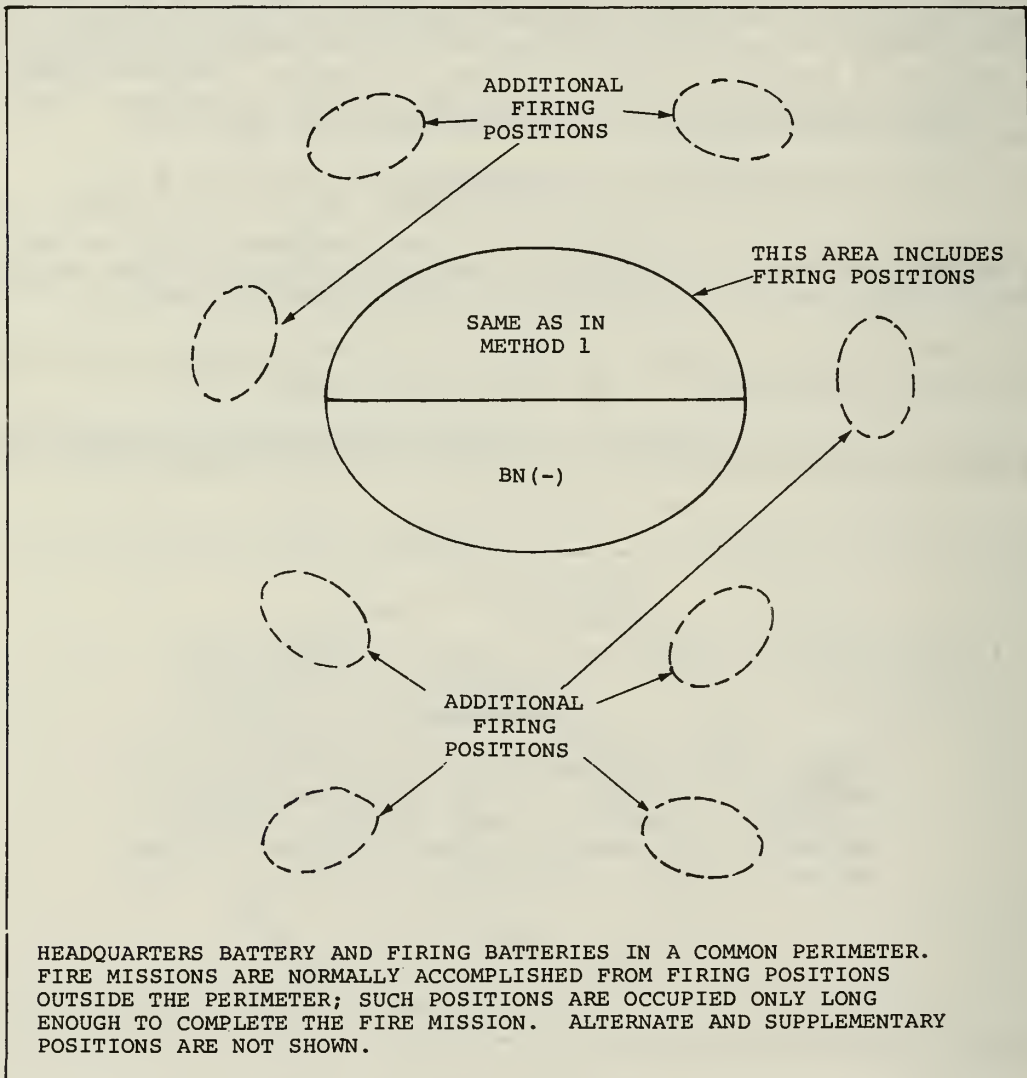 ADDITIONAL
FIRING
POSITIONS
THIS AREA INCLUDES
FIRING POSITIONS
SAME AS IN
METHOD 1
BN(-)
ADDITIONAL
FIRING
POSITIONS
HEADQUARTERS BATTERY AND FIRING BATTERIES IN A COMMON PERIMETER.
FIRE MISSIONS ARE NORMALLY ACCOMPLISHED FROM FIRING POSITIONS
OUTSIDE THE PERIMETER; SUCH POSITIONS ARE OCCUPIED ONLY LONG
ENOUGH TO COMPLETE THE FIRE MISSION. ALTERNATE AND SUPPLEMENTARY
POSITIONS ARE NOT SHOWN.